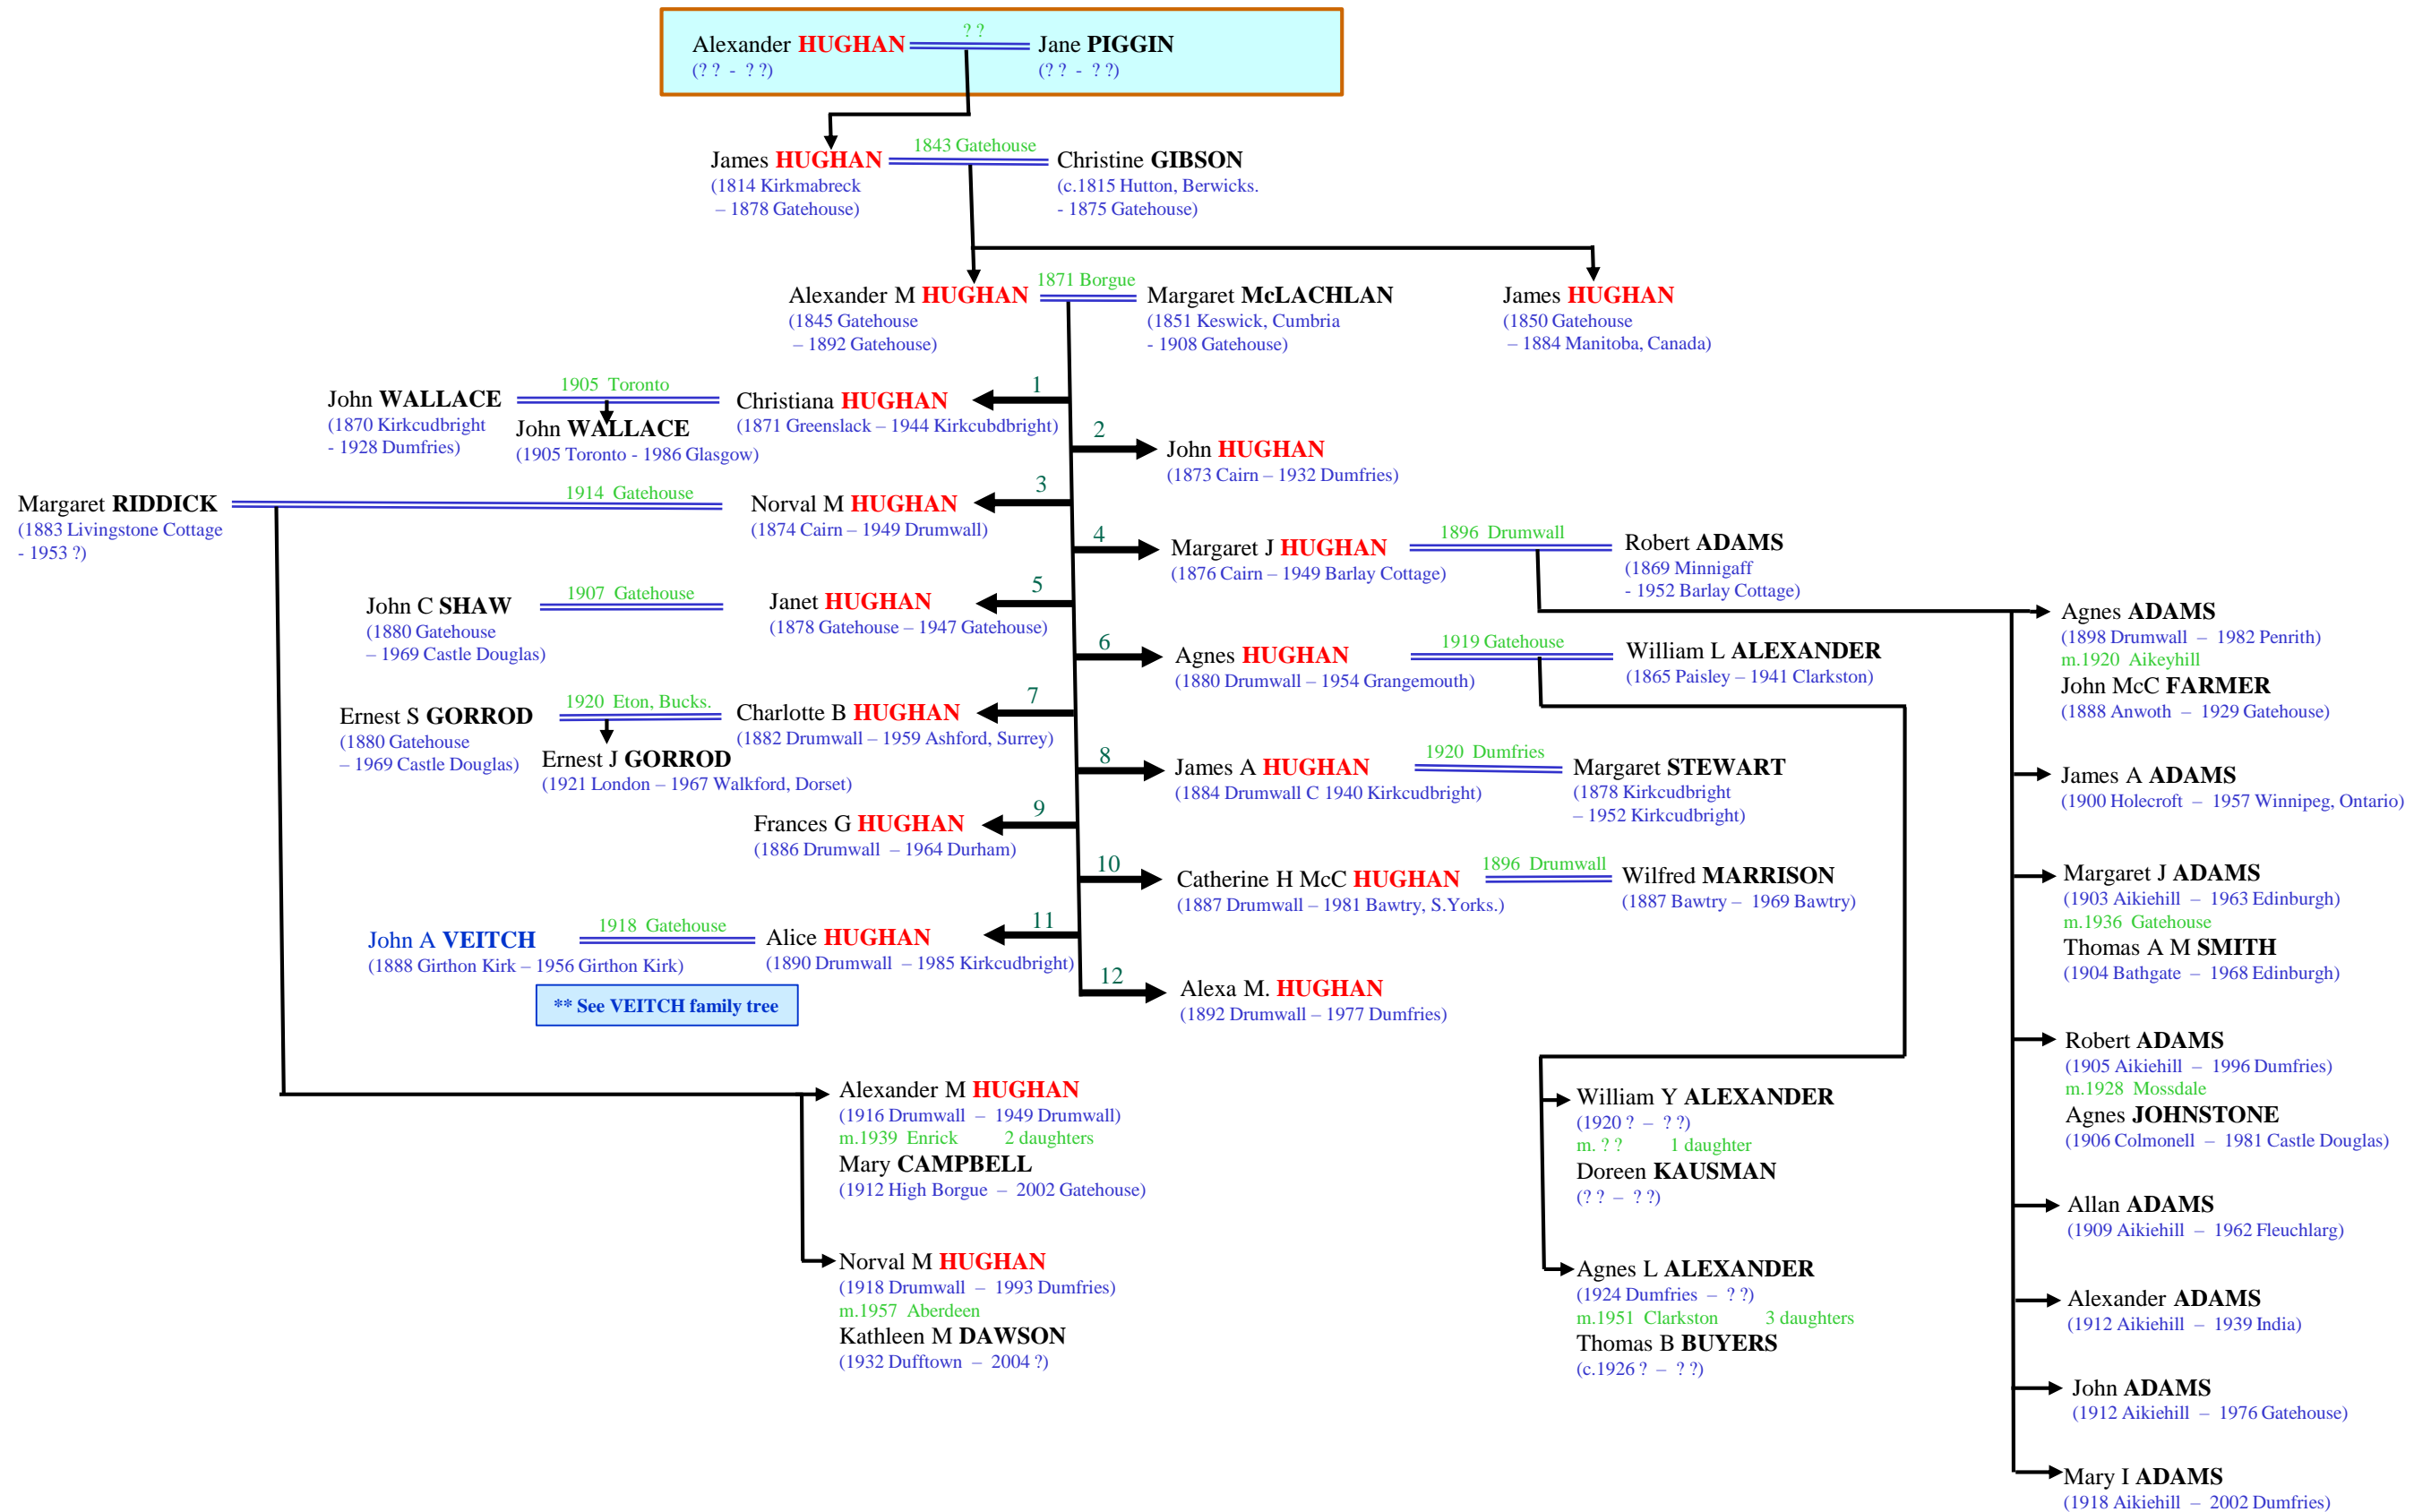 ? ?
Alexander HUGHAN
Jane PIGGIN
(? ? - ? ?)
(? ? - ? ?)
James HUGHAN
1843 Gatehouse
Christine GIBSON
(1814 Kirkmabreck
– 1878 Gatehouse)
(c.1815 Hutton, Berwicks.
- 1875 Gatehouse)
Alexander M HUGHAN
1871 Borgue
Margaret McLACHLAN
James HUGHAN
(1845 Gatehouse
– 1892 Gatehouse)
(1851 Keswick, Cumbria
- 1908 Gatehouse)
(1850 Gatehouse
– 1884 Manitoba, Canada)
John WALLACE
(1870 Kirkcudbright
- 1928 Dumfries)
1905 Toronto
Christiana HUGHAN
(1871 Greenslack – 1944 Kirkcubdbright)
1
John WALLACE
(1905 Toronto - 1986 Glasgow)
2
John HUGHAN
(1873 Cairn – 1932 Dumfries)
Margaret RIDDICK
(1883 Livingstone Cottage
- 1953 ?)
1914 Gatehouse
Norval M HUGHAN
(1874 Cairn – 1949 Drumwall)
3
4
Margaret J HUGHAN
(1876 Cairn – 1949 Barlay Cottage)
1896 Drumwall
Robert ADAMS
(1869 Minnigaff
- 1952 Barlay Cottage)
John C SHAW
(1880 Gatehouse
– 1969 Castle Douglas)
1907 Gatehouse
Janet HUGHAN
(1878 Gatehouse – 1947 Gatehouse)
5
6
Agnes HUGHAN
(1880 Drumwall – 1954 Grangemouth)
1919 Gatehouse
William L ALEXANDER
(1865 Paisley – 1941 Clarkston)
Ernest S GORROD
(1880 Gatehouse
– 1969 Castle Douglas)
1920 Eton, Bucks.
Charlotte B HUGHAN
(1882 Drumwall – 1959 Ashford, Surrey)
7
Ernest J GORROD
(1921 London – 1967 Walkford, Dorset)
8
James A HUGHAN
(1884 Drumwall C 1940 Kirkcudbright)
1920 Dumfries
Margaret STEWART
(1878 Kirkcudbright
– 1952 Kirkcudbright)
9
Frances G HUGHAN
(1886 Drumwall – 1964 Durham)
10
Catherine H McC HUGHAN
(1887 Drumwall – 1981 Bawtry, S.Yorks.)
1896 Drumwall
Wilfred MARRISON
(1887 Bawtry – 1969 Bawtry)
John A VEITCH
(1888 Girthon Kirk – 1956 Girthon Kirk)
1918 Gatehouse
Alice HUGHAN
(1890 Drumwall – 1985 Kirkcudbright)
11
** See VEITCH family tree
12
Alexa M. HUGHAN
(1892 Drumwall – 1977 Dumfries)
Alexander M HUGHAN
(1916 Drumwall – 1949 Drumwall)
m.1939 Enrick 2 daughters
Mary CAMPBELL
(1912 High Borgue – 2002 Gatehouse)
Norval M HUGHAN
(1918 Drumwall – 1993 Dumfries)
m.1957 Aberdeen
Kathleen M DAWSON
(1932 Dufftown – 2004 ?)
William Y ALEXANDER
(1920 ? – ? ?)
m. ? ? 1 daughter
Doreen KAUSMAN
(? ? – ? ?)
Agnes L ALEXANDER
(1924 Dumfries – ? ?)
m.1951 Clarkston 3 daughters
Thomas B BUYERS
(c.1926 ? – ? ?)
Agnes ADAMS
(1898 Drumwall – 1982 Penrith)
m.1920 Aikeyhill
John McC FARMER
(1888 Anwoth – 1929 Gatehouse)
James A ADAMS
(1900 Holecroft – 1957 Winnipeg, Ontario)
Margaret J ADAMS
(1903 Aikiehill – 1963 Edinburgh)
m.1936 Gatehouse
Thomas A M SMITH
(1904 Bathgate – 1968 Edinburgh)
Robert ADAMS
(1905 Aikiehill – 1996 Dumfries)
m.1928 Mossdale
Agnes JOHNSTONE
(1906 Colmonell – 1981 Castle Douglas)
Allan ADAMS
(1909 Aikiehill – 1962 Fleuchlarg)
Alexander ADAMS
(1912 Aikiehill – 1939 India)
John ADAMS
(1912 Aikiehill – 1976 Gatehouse)
Mary I ADAMS
(1918 Aikiehill – 2002 Dumfries)